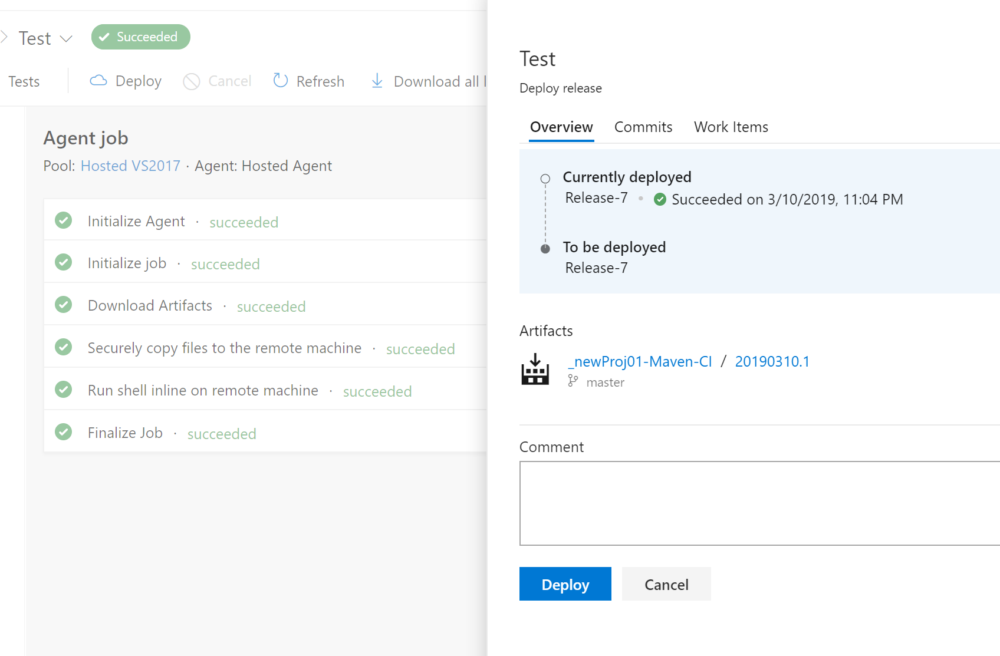 Test
Succeeded
Tests
Deploy
Cancel
Refresh
Download all
Agent job
Pool: Hosted VS2017 · Agent: Hosted Agent
Initialize Agent · succeeded
Initialize job · succeeded
Download Artifacts · succeeded
Securely copy files to the remote machine · succeeded
Run shell inline on remote machine · succeeded
Finalize Job · succeeded
Test
Deploy release
Overview
Commits
Work Items
Currently deployed
Release-7 • Succeeded on 3/10/2019, 11:04 PM
To be deployed
Release-7
Artifacts
_newProj01-Maven-CI / 20190310.1
master
Comment
Deploy
Cancel